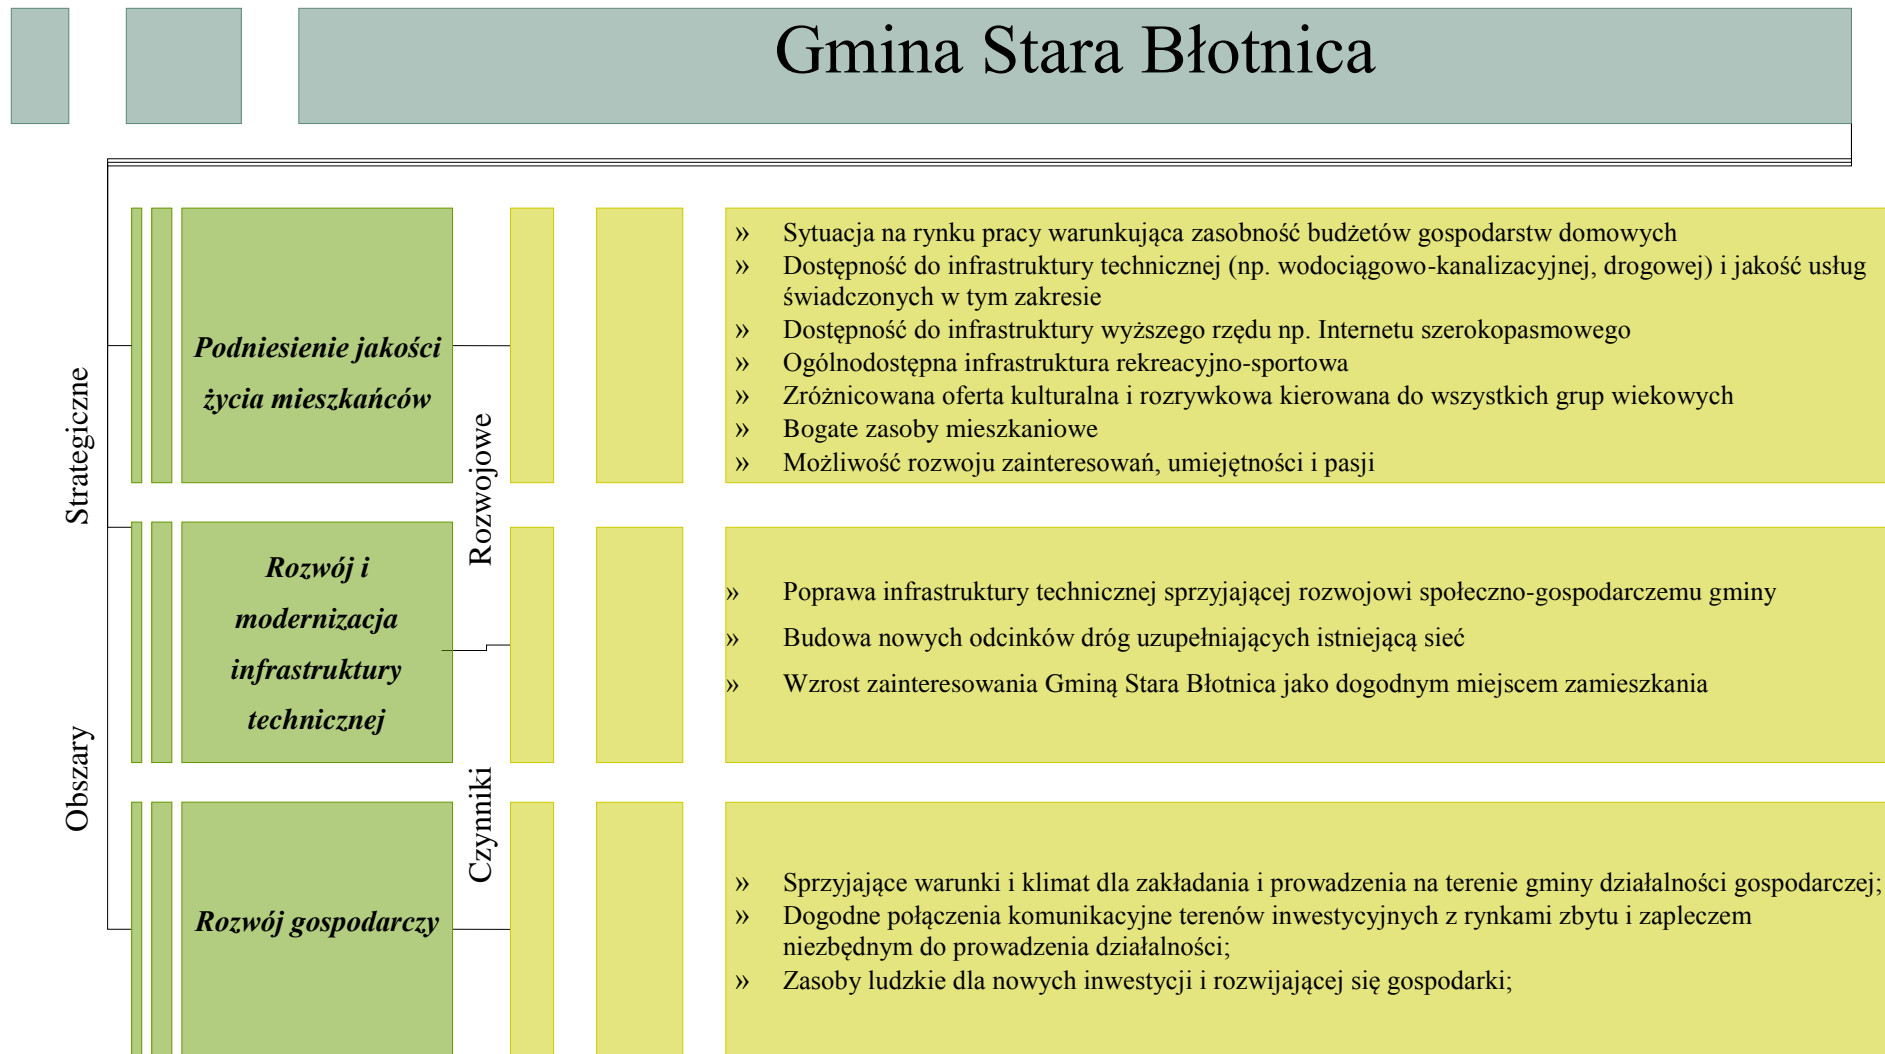 Gmina Stara Błotnica
Obszary Strategiczne
Czynniki Rozwojowe
Podniesienie jakości
życia mieszkańców
» Sytuacja na rynku pracy warunkująca zasobność budżetów gospodarstw domowych
» Dostępność do infrastruktury technicznej (np. wodociągowo-kanalizacyjnej, drogowej) i jakość usług
świadczonych w tym zakresie
» Dostępność do infrastruktury wyższego rzędu np. Internetu szerokopasmowego
» Ogólnodostępna infrastruktura rekreacyjno-sportowa
» Zróżnicowana oferta kulturalna i rozrywkowa kierowana do wszystkich grup wiekowych
» Bogate zasoby mieszkaniowe
» Możliwość rozwoju zainteresowań, umiejętności i pasji
Rozwój i
modernizacja
infrastruktury
technicznej
» Poprawa infrastruktury technicznej sprzyjającej rozwojowi społeczno-gospodarczemu gminy
» Budowa nowych odcinków dróg uzupełniających istniejącą sieć
» Wzrost zainteresowania Gminą Stara Błotnica jako dogodnym miejscem zamieszkania
Rozwój gospodarczy
» Sprzyjające warunki i klimat dla zakładania i prowadzenia na terenie gminy działalności gospodarczej;
» Dogodne połączenia komunikacyjne terenów inwestycyjnych z rynkami zbytu i zapleczem
niezbędnym do prowadzenia działalności;
» Zasoby ludzkie dla nowych inwestycji i rozwijającej się gospodarki;